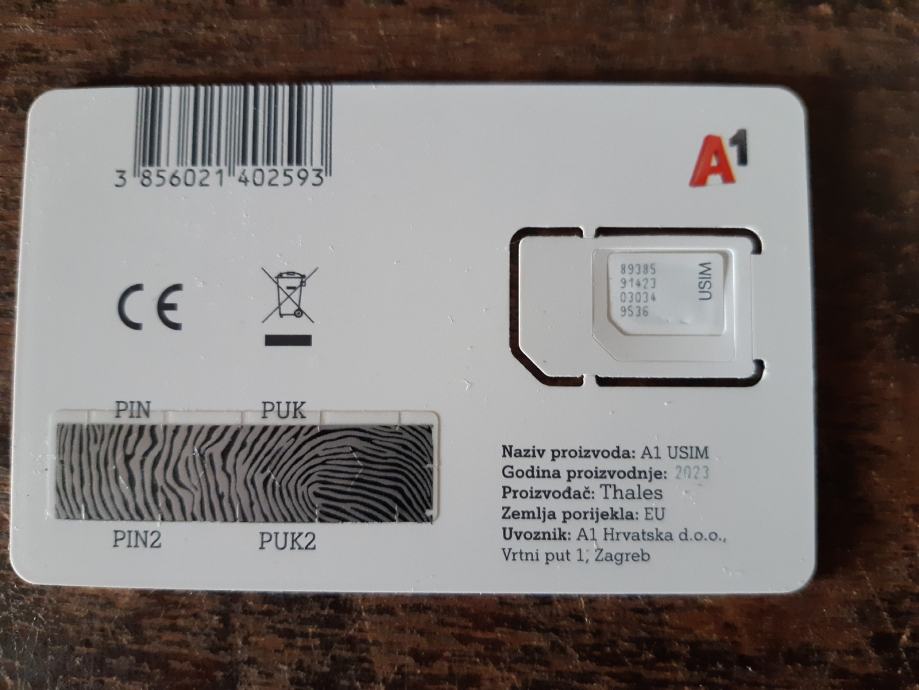 3 856021 402593
A1
CE
89385
91423
03034
9536
USIM
PIN PUK
PIN2 PUK2
Naziv proizvoda: A1 USIM
Godina proizvodnje: 2023
Proizvođač: Thales
Zemlja porijekla: EU
Uvoznik: A1 Hrvatska d.o.o.,
Vrtni put 1, Zagreb